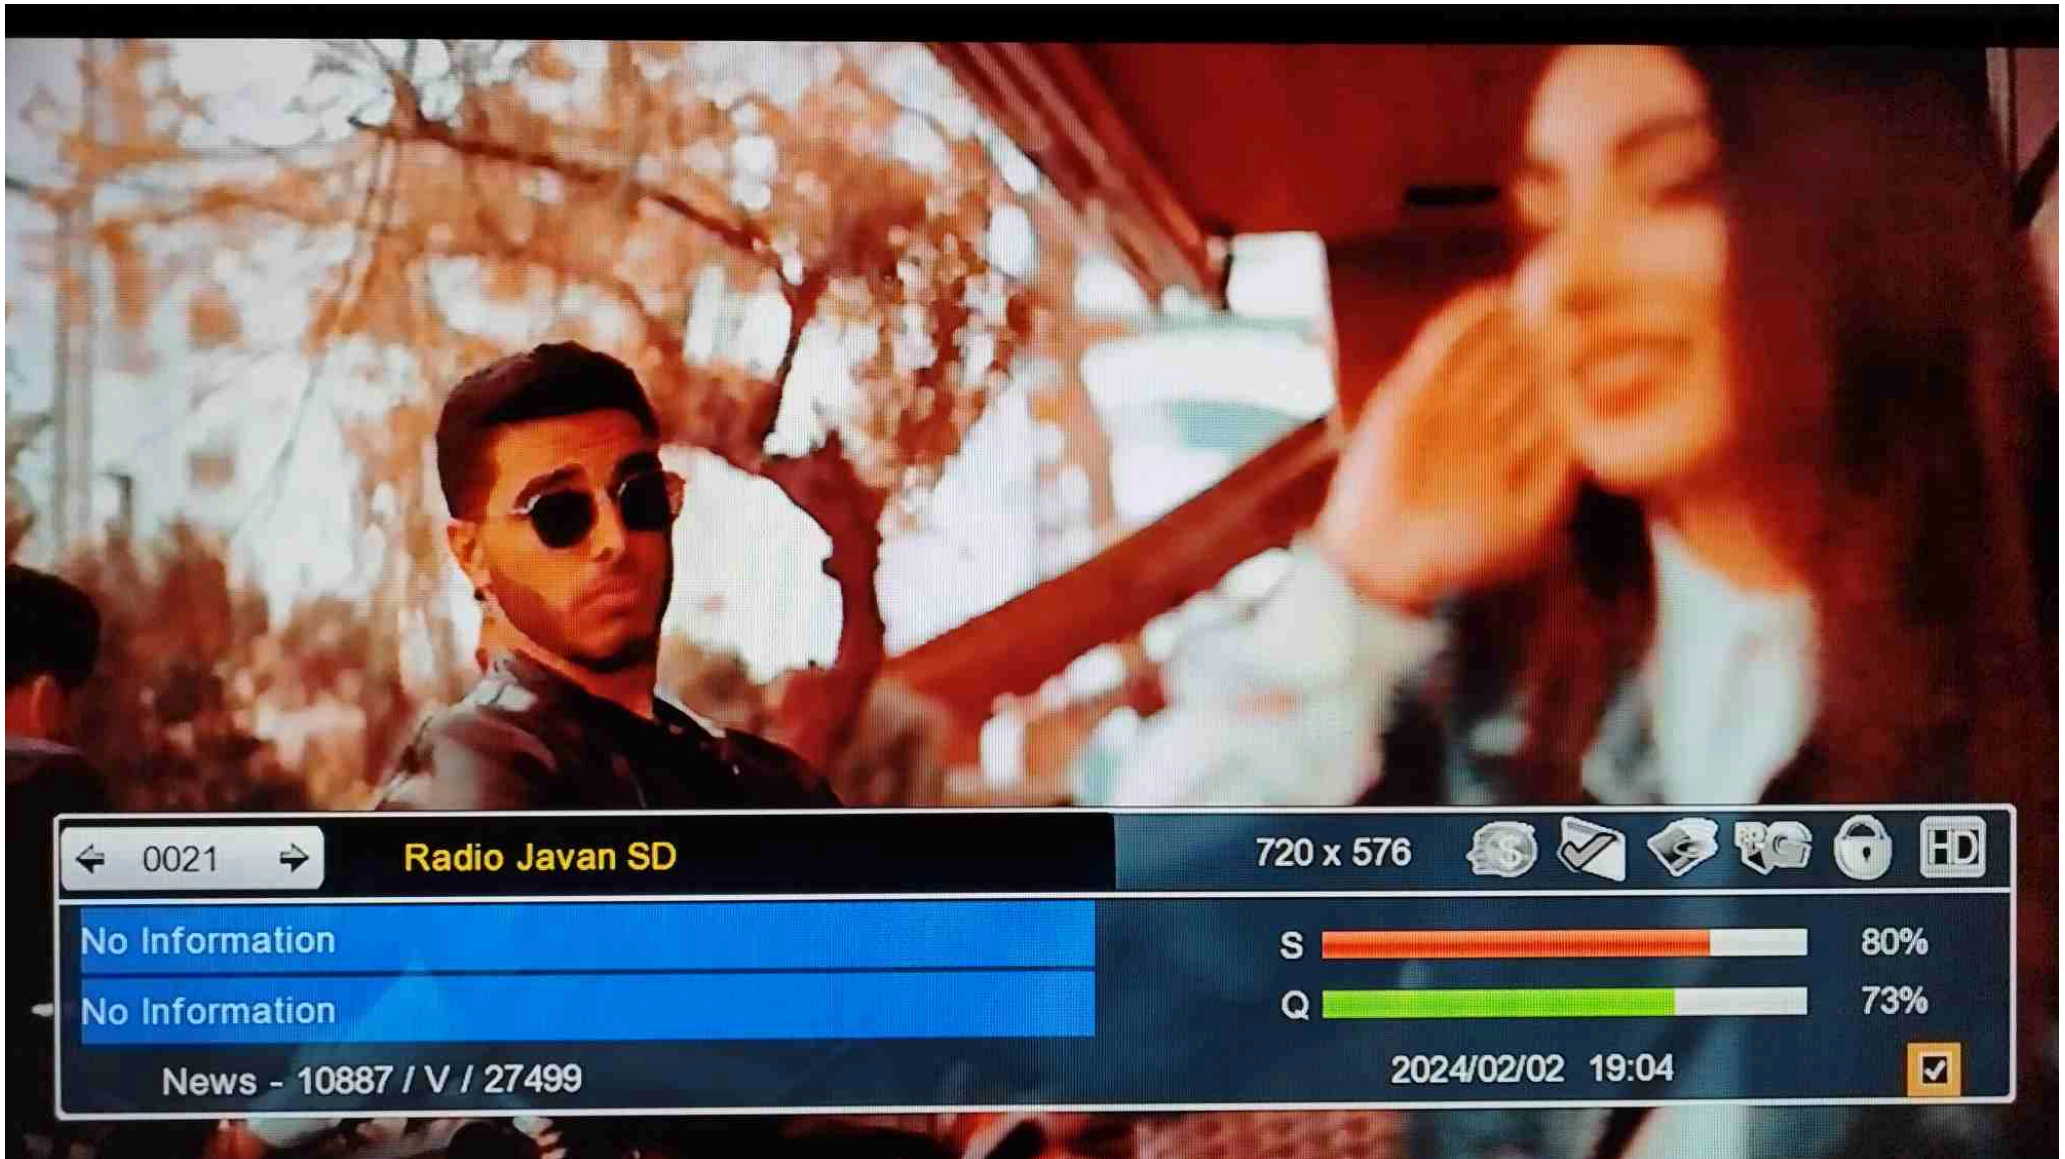 0021 Radio Javan SD 720 x 576 HD
No Information
S 80%
No Information
Q 73%
News - 10887 / V / 27499 2024/02/02 19:04